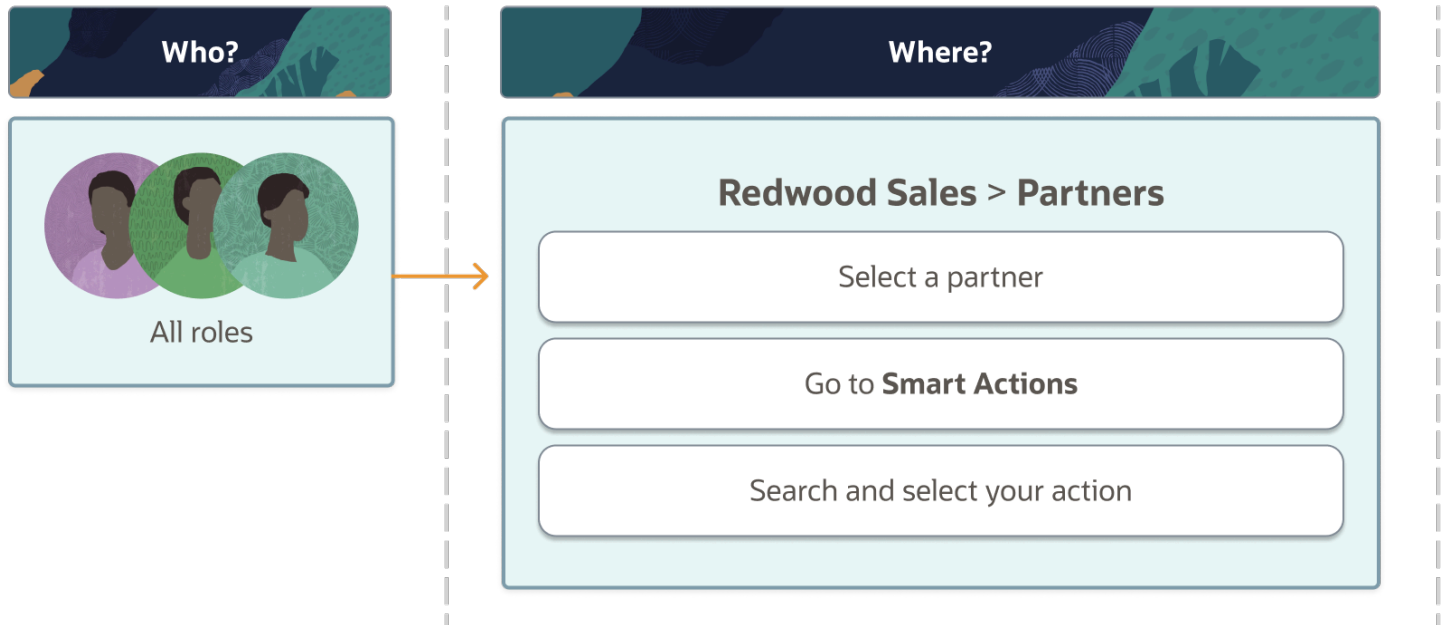 Who?
Where?
All roles
Redwood Sales > Partners
Select a partner
Go to Smart Actions
Search and select your action